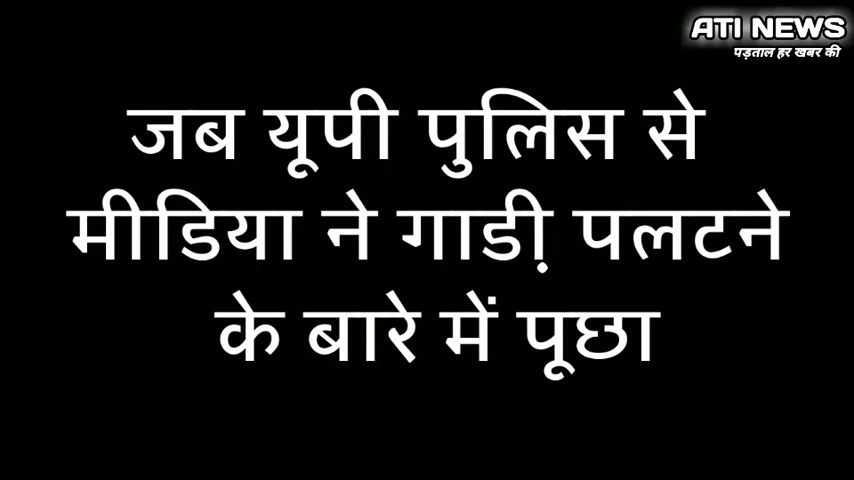 ATI NEWS
पड़ताल हर खबर की
जब यूपी पुलिस से
मीडिया ने गाडी़ पलटने
के बारे में पूछा